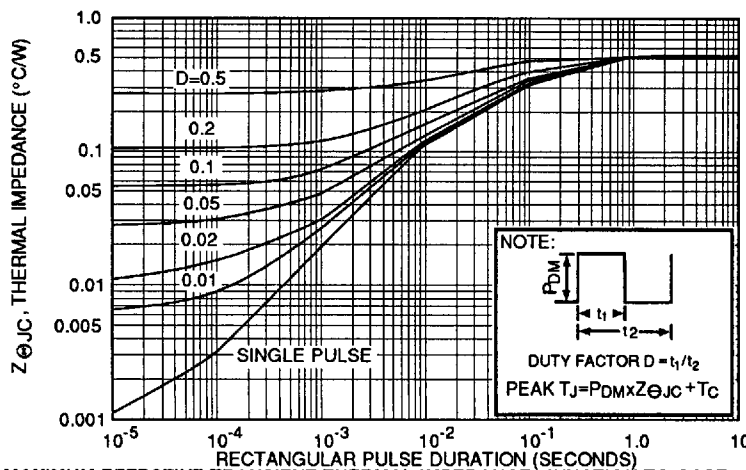 Z⊖JC, THERMAL IMPEDANCE (°C/W)
1.0
0.5
0.1
0.05
0.01
0.005
0.001
D=0.5
0.2
0.1
0.05
0.02
0.01
SINGLE PULSE
NOTE:
PDM
t1
t2
DUTY FACTOR D = t1/t2
PEAK TJ=PDM x Z⊖JC + TC
10-5 10-4 10-3 10-2 10-1 1.0 10
RECTANGULAR PULSE DURATION (SECONDS)